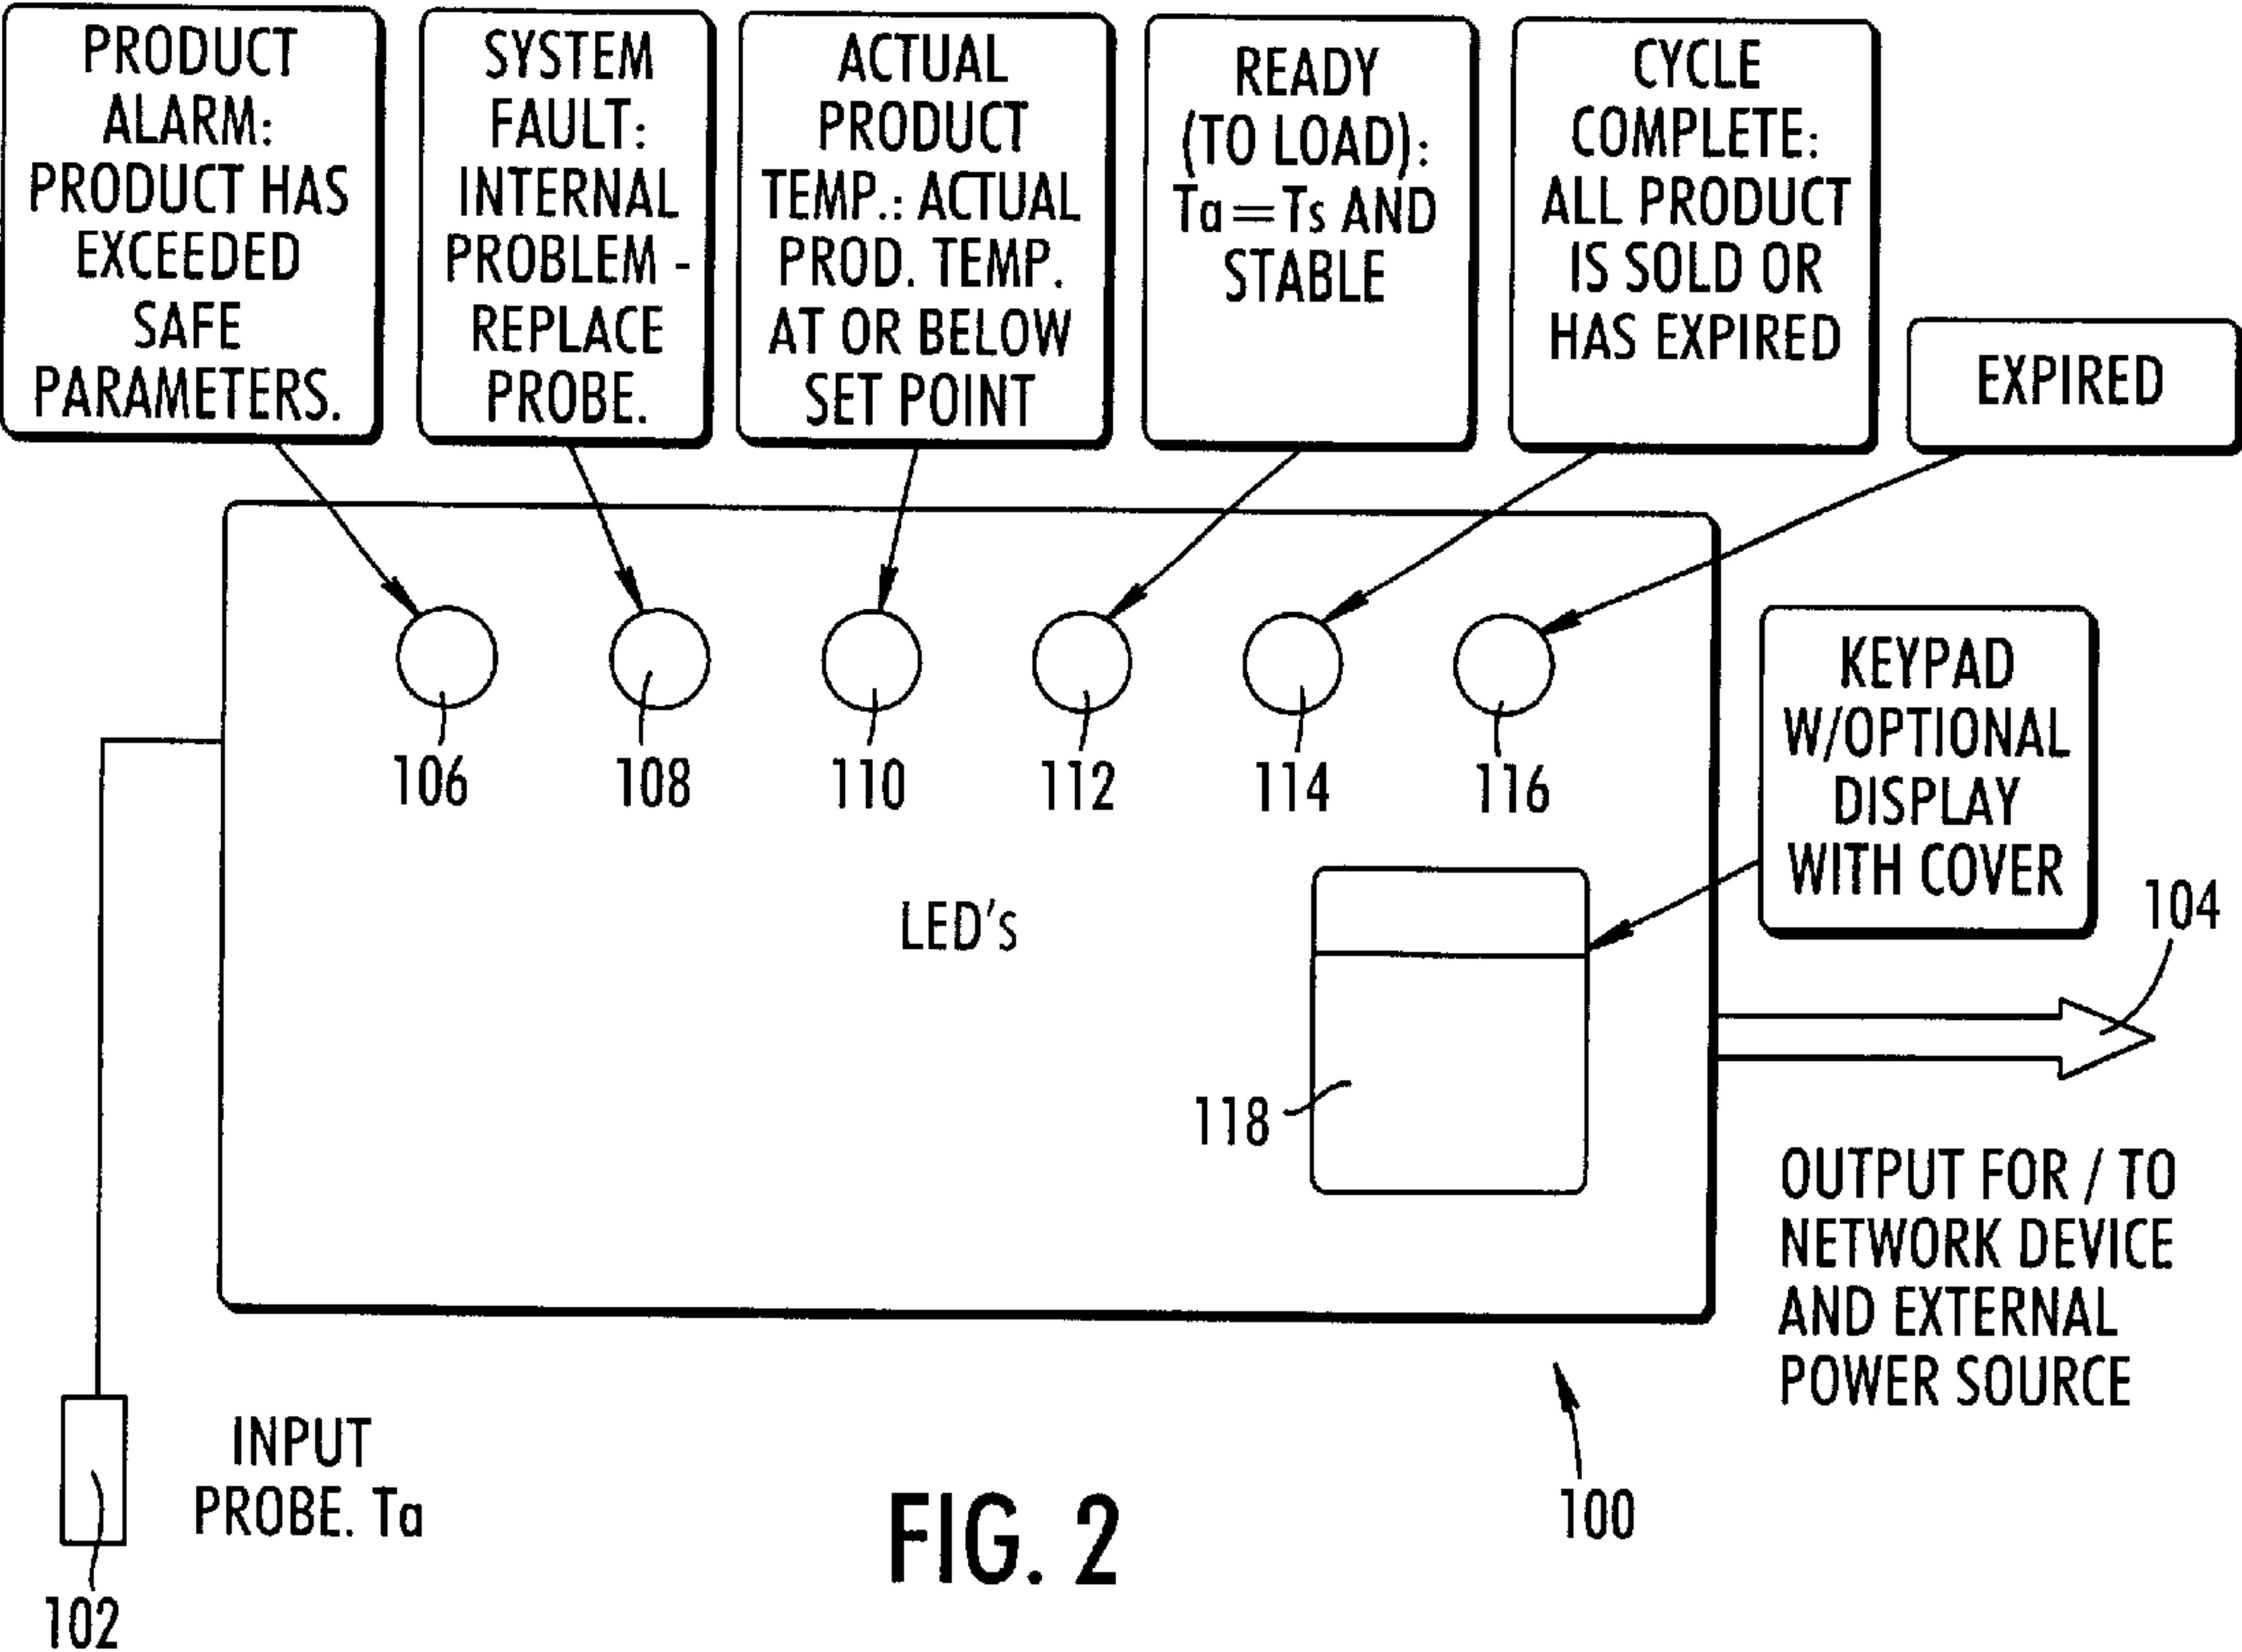 PRODUCT
ALARM:
PRODUCT HAS
EXCEEDED
SAFE
PARAMETERS.
SYSTEM
FAULT:
INTERNAL
PROBLEM -
REPLACE
PROBE.
ACTUAL
PRODUCT
TEMP.: ACTUAL
PROD. TEMP.
AT OR BELOW
SET POINT
READY
(TO LOAD):
Ta=Ts AND
STABLE
CYCLE
COMPLETE:
ALL PRODUCT
IS SOLD OR
HAS EXPIRED
EXPIRED
106
108
110
112
114
116
KEYPAD
W/OPTIONAL
DISPLAY
WITH COVER
104
LED's
118
OUTPUT FOR / TO
NETWORK DEVICE
AND EXTERNAL
POWER SOURCE
INPUT
PROBE. Ta
102
100
FIG. 2